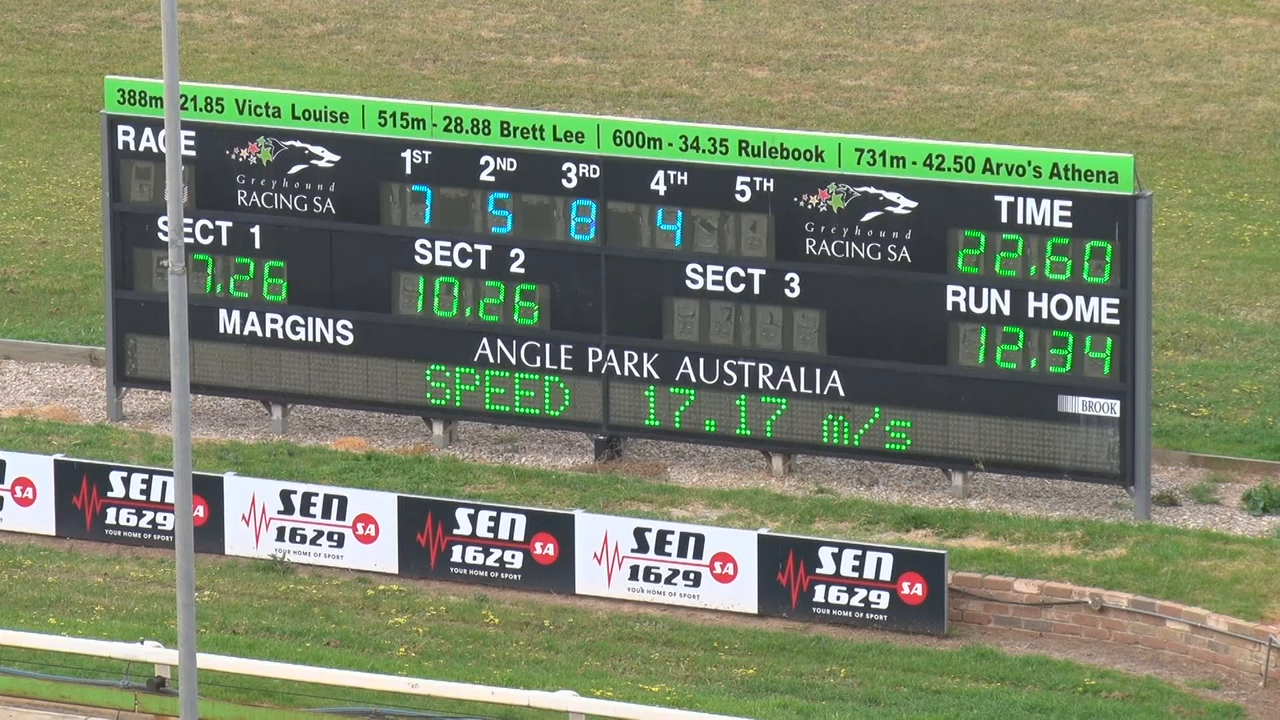 388m 21.85 Victa Louise | 515m - 28.88 Brett Lee | 600m - 34.35 Rulebook | 731m - 42.50 Arvo's Athena
RACE
Greyhound
RACING SA
1ST 2ND 3RD 4TH 5TH
7 5 8 4
Greyhound
RACING SA
TIME
22.60
SECT 1
7.26
SECT 2
10.26
SECT 3
RUN HOME
12.34
MARGINS
ANGLE PARK AUSTRALIA
SPEED 17.17 m/s
BROOK
SA
SEN
1629
SA
YOUR HOME OF SPORT
SEN
1629
SA
YOUR HOME OF SPORT
SEN
1629
SA
YOUR HOME OF SPORT
SEN
1629
SA
YOUR HOME OF SPORT
SEN
1629
SA
YOUR HOME OF SPORT